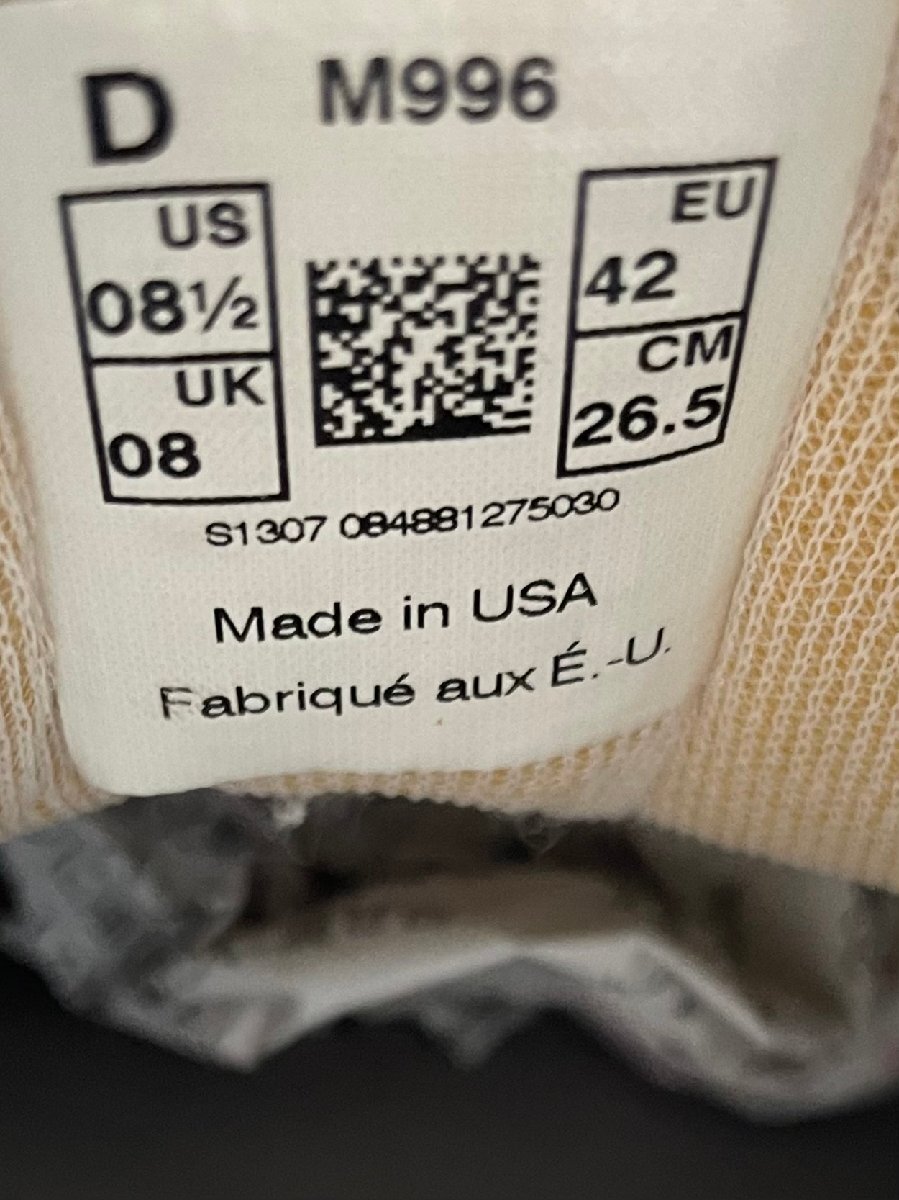 D M996
US
08½
UK
08
EU
42
CM
26.5
S1307 084881275030
Made in USA
Fabriqué aux É.-U.